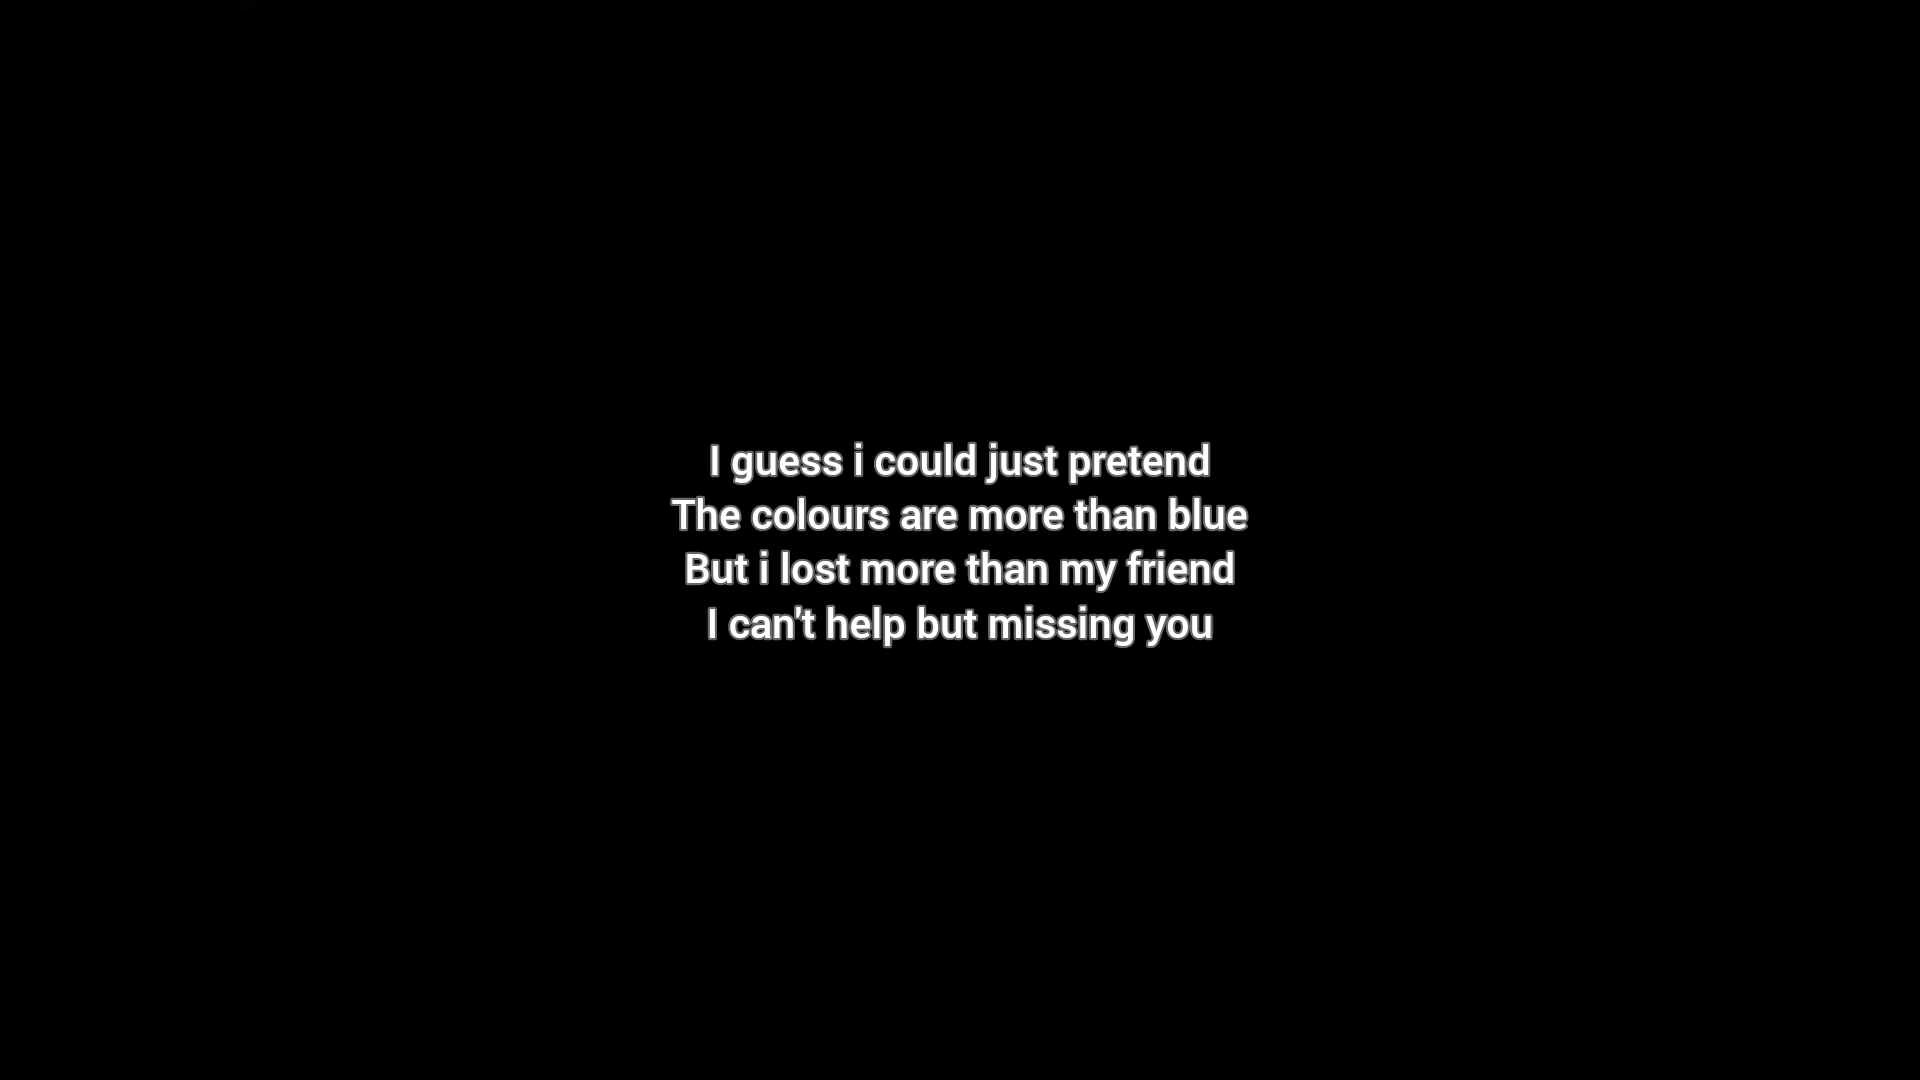 I guess i could just pretend
The colours are more than blue
But i lost more than my friend
I can't help but missing you